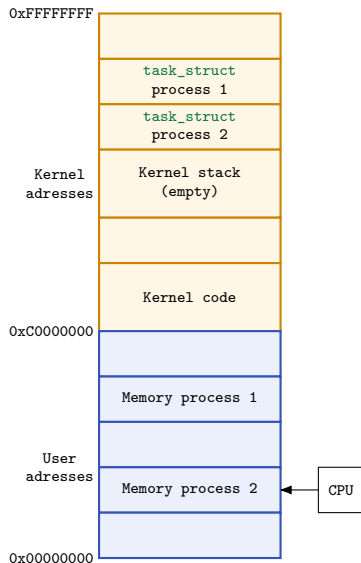 0xFFFFFFFF
task_struct
process 1
task_struct
process 2
Kernel stack
(empty)
Kernel
adresses
Kernel code
0xC0000000
Memory process 1
User
adresses
Memory process 2
CPU
0x00000000